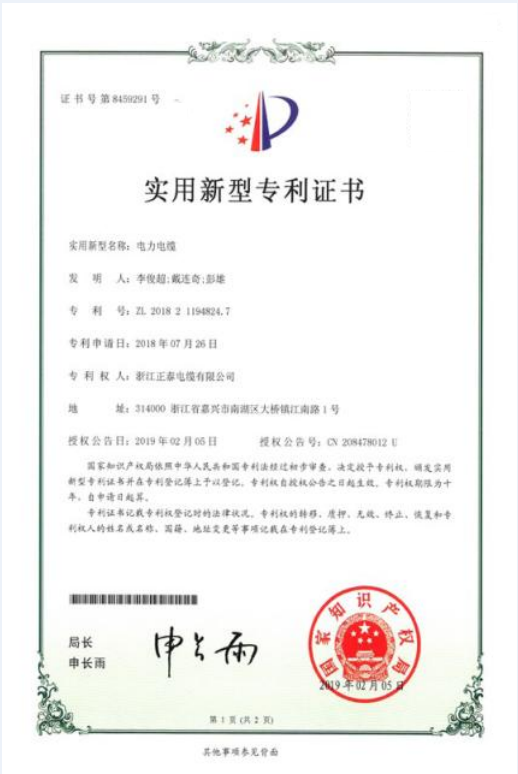 证书号第8459291号
实用新型专利证书
实用新型名称：电力电缆
发 明 人：李俊超;戴连奇;彭雄
专 利 号：ZL 2018 2 1194824.7
专利申请日：2018年07月26日
专 利 权 人：浙江正泰电缆有限公司
地 址：314000 浙江省嘉兴市南湖区大桥镇江南路1号
授权公告日：2019年02月05日 授权公告号：CN 208478012 U
国家知识产权局依照中华人民共和国专利法经过初步审查，决定授予专利权，颁发实用
新型专利证书并在专利登记簿上予以登记。专利权自授权公告之日起生效。专利权期限为十
年，自申请日起算。
专利证书记载专利权登记时的法律状况。专利权的转移、质押、无效、终止、恢复和专
利权人的姓名或名称、国籍、地址变更等事项记载在专利登记簿上。
局长
申长雨
申长雨
国家知识产权局
2019年02月05日
第 1 页 (共 2 页)
其他事项参见背面